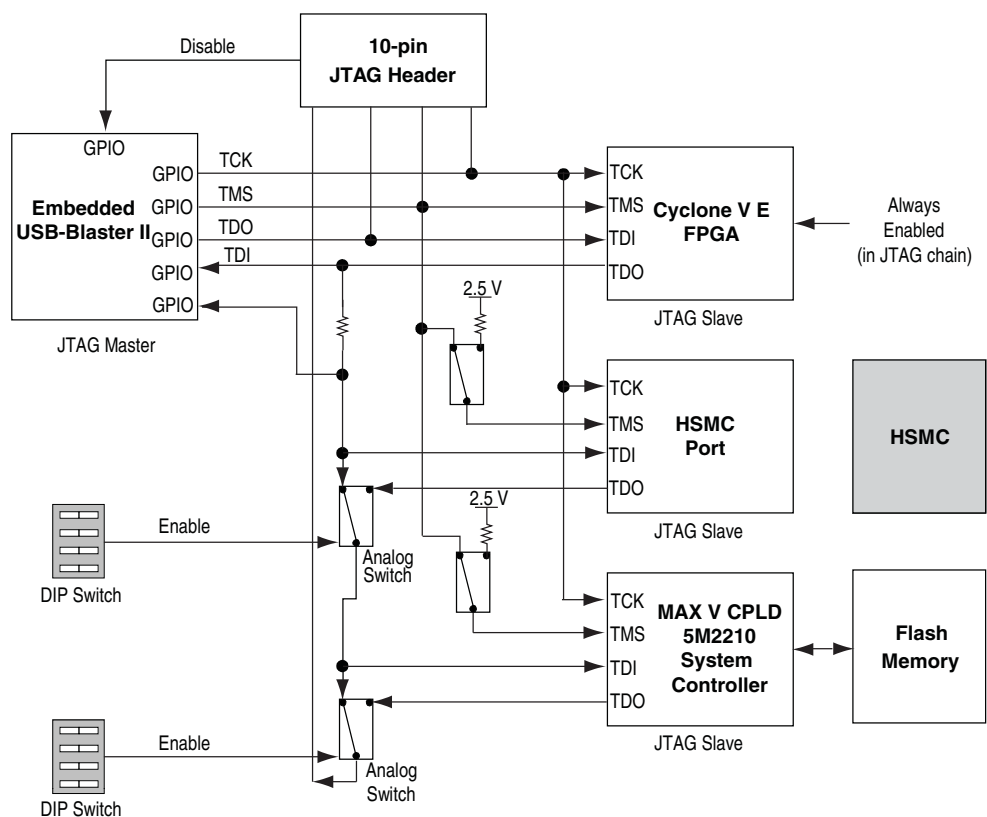 10-pin
JTAG Header
Disable
GPIO
GPIO
GPIO
GPIO
GPIO
GPIO
Embedded
USB-Blaster II
JTAG Master
TCK
TMS
TDO
TDI
TCK
TMS
TDI
TDO
Cyclone V E
FPGA
JTAG Slave
Always
Enabled
(in JTAG chain)
2.5 V
TCK
TMS
TDI
TDO
HSMC
Port
JTAG Slave
HSMC
DIP Switch
Enable
Analog
Switch
2.5 V
TCK
TMS
TDI
TDO
MAX V CPLD
5M2210
System
Controller
JTAG Slave
Flash
Memory
DIP Switch
Enable
Analog
Switch